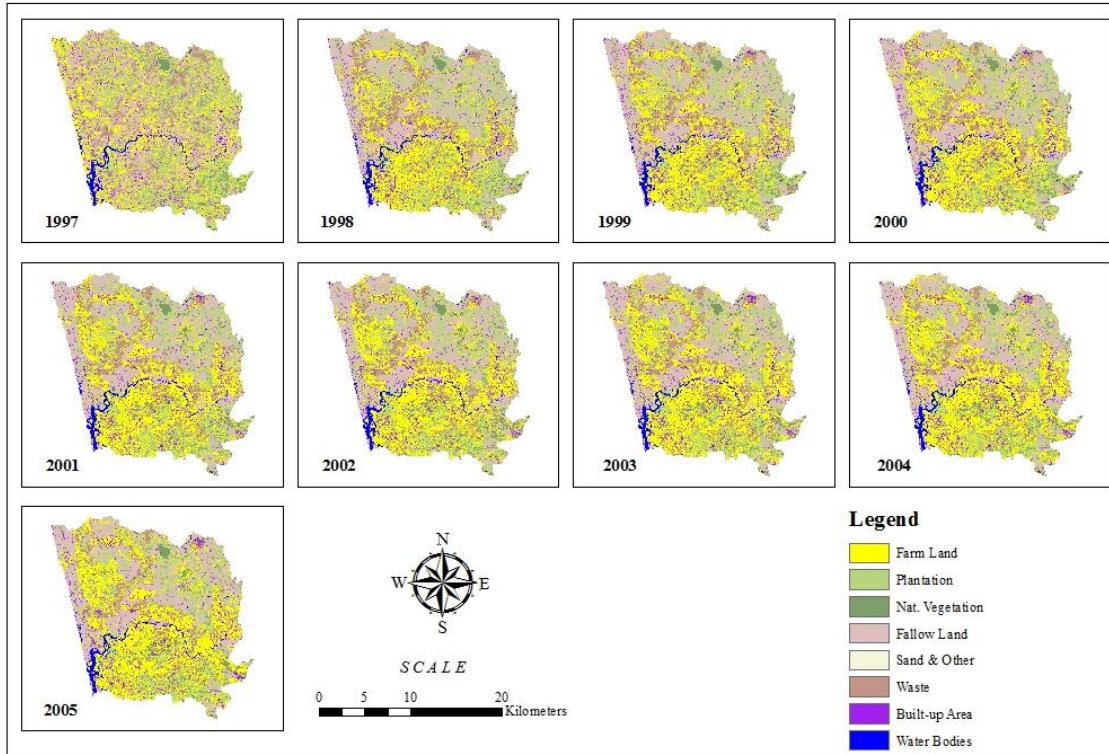 1997
1998
1999
2000
2001
2002
2003
2004
2005
N
W E
S
SCALE
0 5 10 20
Kilometers
Legend
Farm Land
Plantation
Nat. Vegetation
Fallow Land
Sand & Other
Waste
Built-up Area
Water Bodies